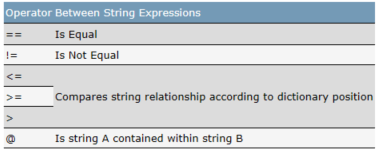 Operator Between String Expressions
== Is Equal
!= Is Not Equal
<=
>= Compares string relationship according to dictionary position
>
@ Is string A contained within string B